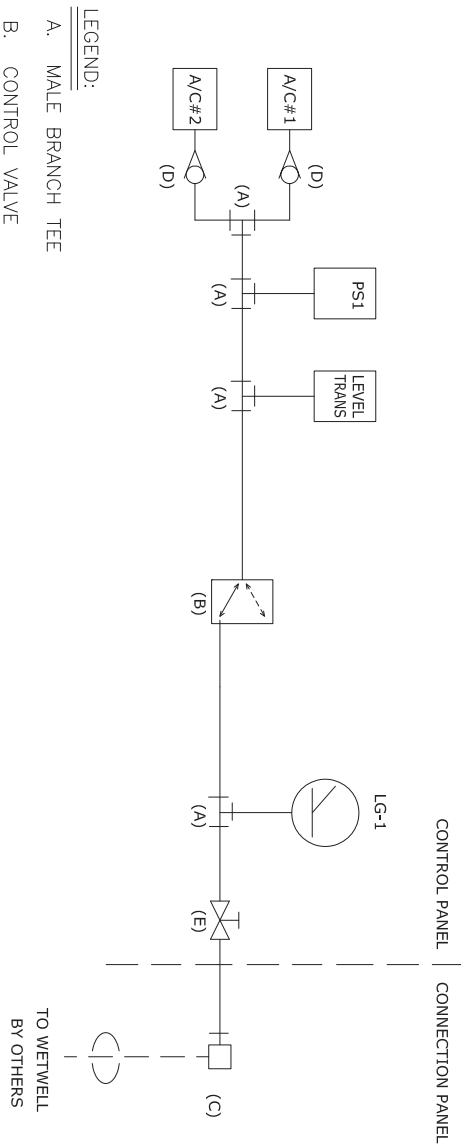 CONTROL PANEL
CONNECTION PANEL
LG-1
PS1
LEVEL
TRANS
A/C#1
A/C#2
(D)
(D)
(A)
(A)
(A)
(B)
(A)
(E)
(C)
TO WETWELL
BY OTHERS
LEGEND:
A. MALE BRANCH TEE
B. CONTROL VALVE